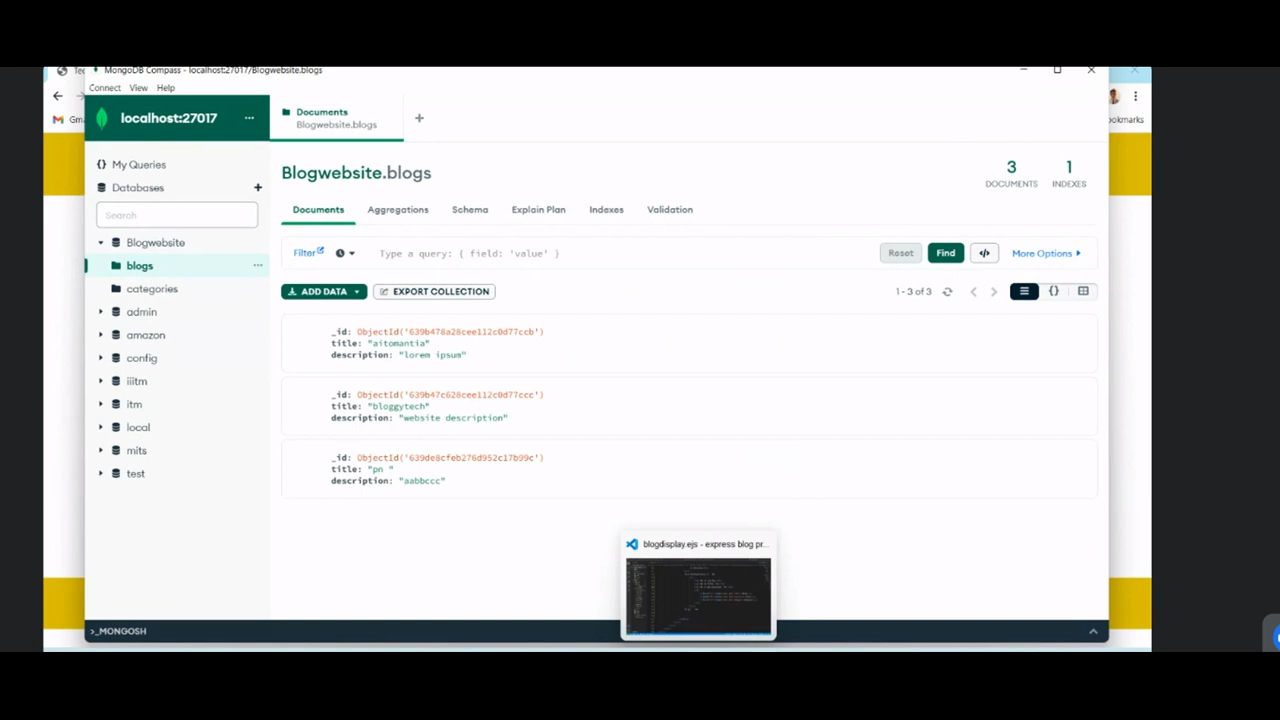 MongoDB Compass - localhost:27017/Blogwebsite.blogs
Connect View Help
localhost:27017 ...
Documents
Blogwebsite.blogs
okmarks
My Queries
Databases
Search
Blogwebsite
blogs
categories
admin
amazon
config
iiitm
itm
local
mits
test
Blogwebsite.blogs
3
DOCUMENTS
1
INDEXES
Documents Aggregations Schema Explain Plan Indexes Validation
Filter Type a query: { field: 'value' } Reset Find </> More Options
ADD DATA EXPORT COLLECTION 1 - 3 of 3 {}
_id: ObjectId('639b478a28cee112c0d77ccb')
title: "aitomantia"
description: "lorem ipsum"
_id: ObjectId('639b47c628cee112c0d77ccc')
title: "bloggytech"
description: "website description"
_id: ObjectId('639de8cfeb276d952c17b99c')
title: "pn "
description: "aabbccc"
blogdisplay.ejs - express blog pr...
>_MONGOSH